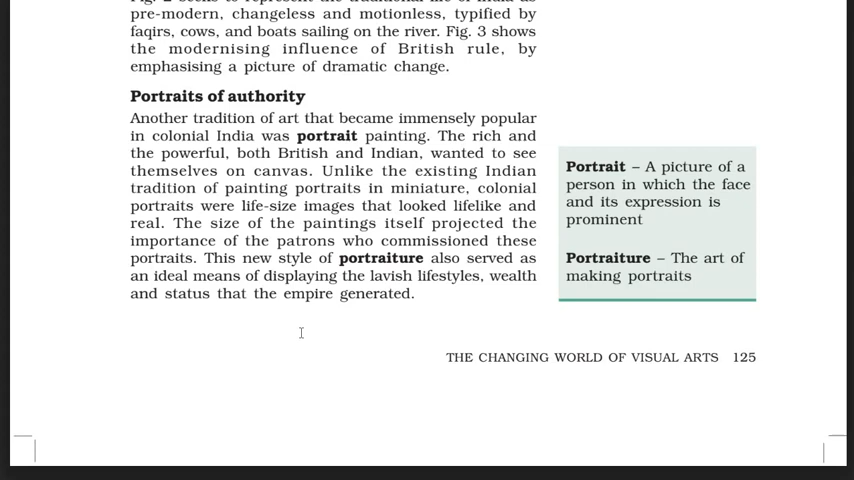 pre-modern, changeless and motionless, typified by
faqirs, cows, and boats sailing on the river. Fig. 3 shows
the modernising influence of British rule, by
emphasising a picture of dramatic change.
Portraits of authority
Another tradition of art that became immensely popular
in colonial India was portrait painting. The rich and
the powerful, both British and Indian, wanted to see
themselves on canvas. Unlike the existing Indian
tradition of painting portraits in miniature, colonial
portraits were life-size images that looked lifelike and
real. The size of the paintings itself projected the
importance of the patrons who commissioned these
portraits. This new style of portraiture also served as
an ideal means of displaying the lavish lifestyles, wealth
and status that the empire generated.
Portrait – A picture of a
person in which the face
and its expression is
prominent
Portraiture – The art of
making portraits
THE CHANGING WORLD OF VISUAL ARTS 125